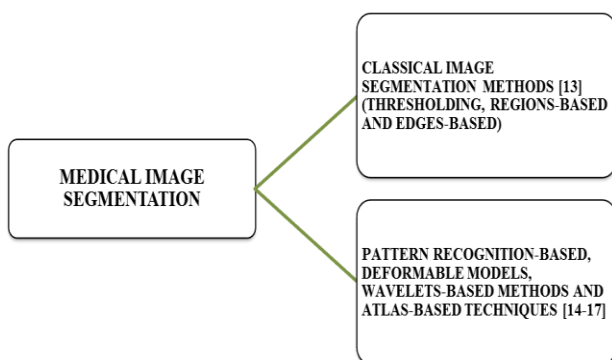 MEDICAL IMAGE
SEGMENTATION
CLASSICAL IMAGE
SEGMENTATION METHODS [13]
(THRESHOLDING, REGIONS-BASED
AND EDGES-BASED)
PATTERN RECOGNITION-BASED,
DEFORMABLE MODELS,
WAVELETS-BASED METHODS AND
ATLAS-BASED TECHNIQUES [14-17]